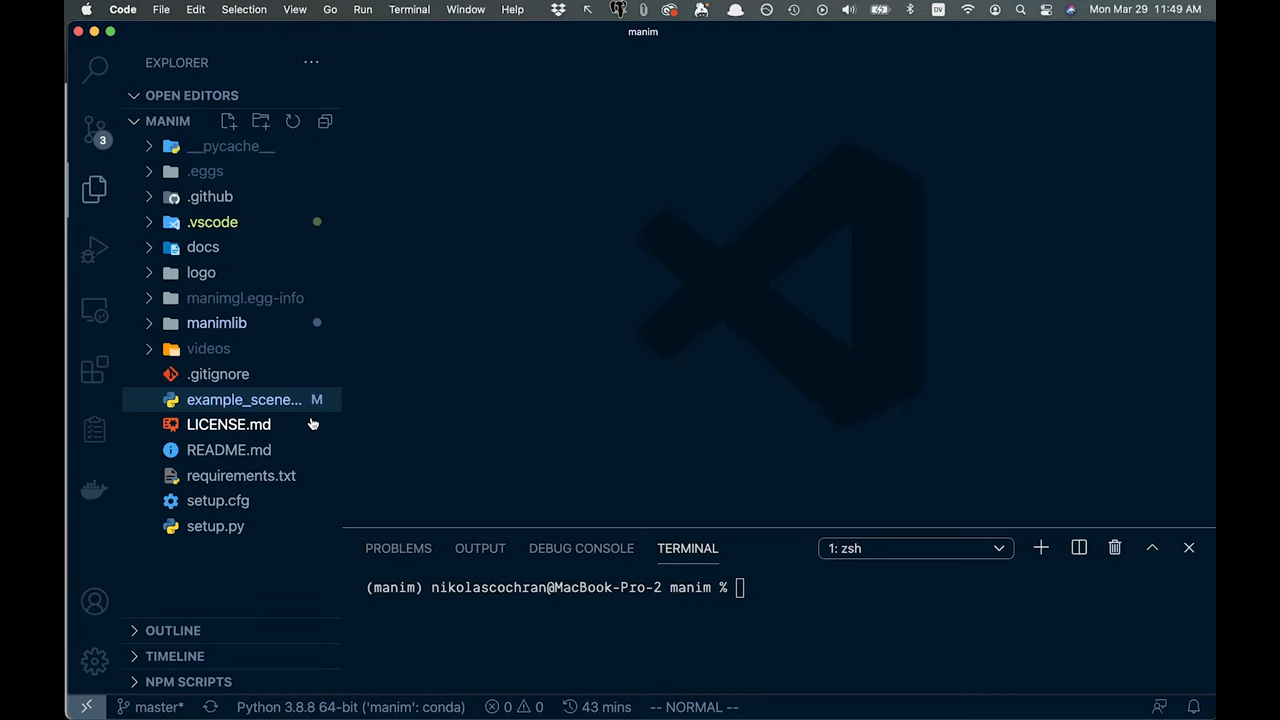 Code File Edit Selection View Go Run Terminal Window Help DV Mon Mar 29 11:49 AM
manim
EXPLORER ...
OPEN EDITORS
MANIM
3
__pycache__
.eggs
.github
.vscode
docs
logo
manimgl.egg-info
manimlib
videos
.gitignore
example_scene... M
LICENSE.md
README.md
requirements.txt
setup.cfg
setup.py
PROBLEMS OUTPUT DEBUG CONSOLE TERMINAL 1: zsh
(manim) nikolascochran@MacBook-Pro-2 manim %
OUTLINE
TIMELINE
NPM SCRIPTS
master* Python 3.8.8 64-bit ('manim': conda) 0 0 43 mins -- NORMAL --